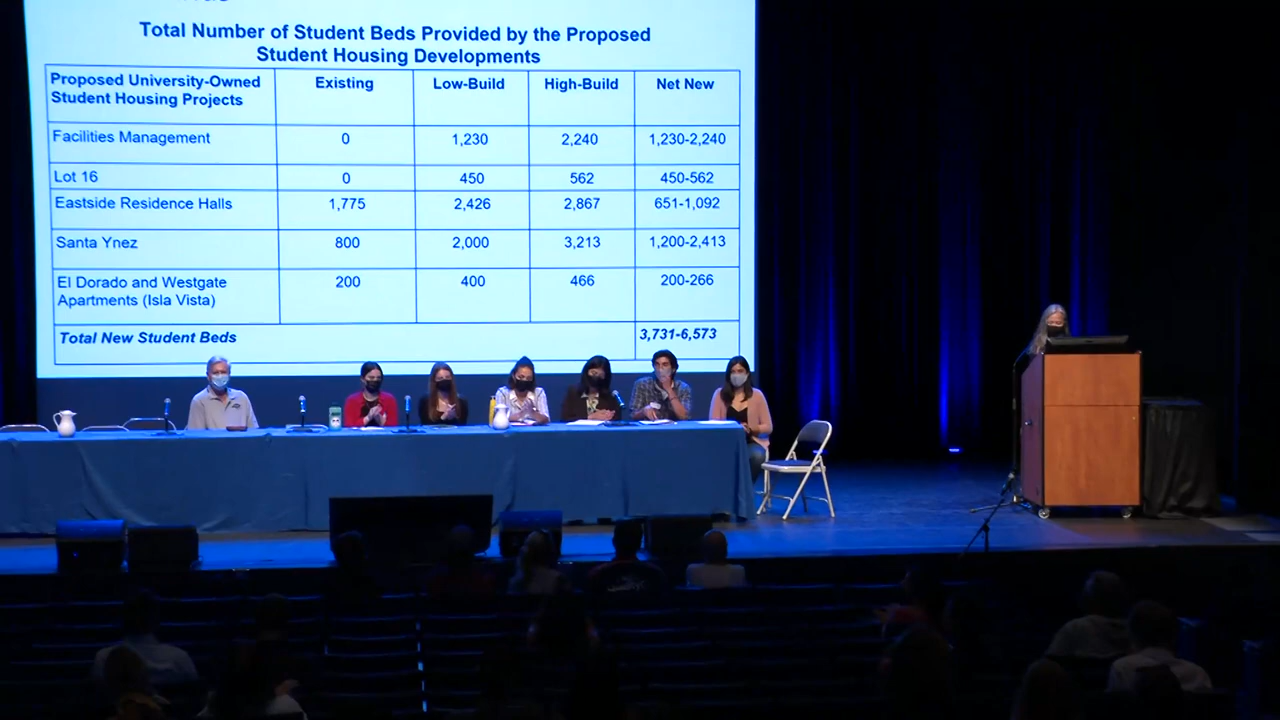 Total Number of Student Beds Provided by the Proposed
Student Housing Developments
Proposed University-Owned Student Housing Projects Existing Low-Build High-Build Net New
Facilities Management 0 1,230 2,240 1,230-2,240
Lot 16 0 450 562 450-562
Eastside Residence Halls 1,775 2,426 2,867 651-1,092
Santa Ynez 800 2,000 3,213 1,200-2,413
El Dorado and Westgate Apartments (Isla Vista) 200 400 466 200-266
Total New Student Beds 3,731-6,573